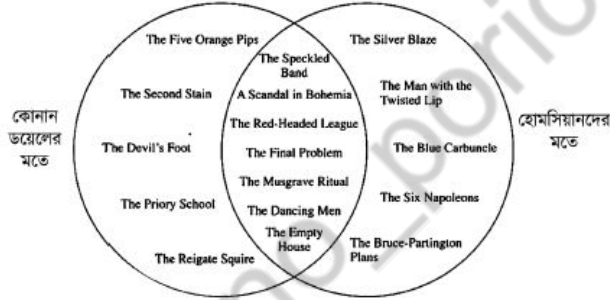 কোনান
ডয়েলের
মতে
The Five Orange Pips
The Second Stain
The Devil's Foot
The Priory School
The Reigate Squire
The Speckled
Band
A Scandal in Bohemia
The Red-Headed League
The Final Problem
The Musgrave Ritual
The Dancing Men
The Empty
House
The Silver Blaze
The Man with the
Twisted Lip
The Blue Carbuncle
The Six Napoleons
The Bruce-Partington
Plans
হোমসিয়ানদের
মতে